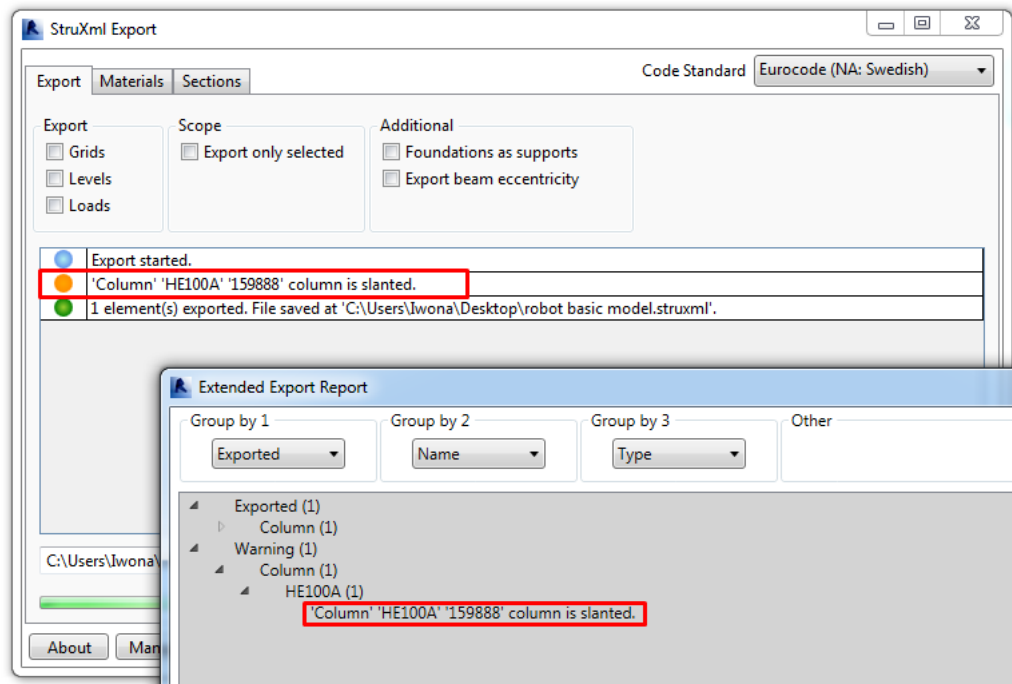 StruXml Export
Export Materials Sections Code Standard Eurocode (NA: Swedish)
Export Scope Additional
Grids Export only selected Foundations as supports
Levels Export beam eccentricity
Loads
Export started.
'Column' 'HE100A' '159888' column is slanted.
1 element(s) exported. File saved at 'C:\Users\Iwona\Desktop\robot basic model.struxml'.
Extended Export Report
Group by 1 Group by 2 Group by 3 Other
Exported Name Type
Exported (1)
Column (1)
Warning (1)
Column (1)
HE100A (1)
'Column' 'HE100A' '159888' column is slanted.
C:\Users\Iwona\
About Man